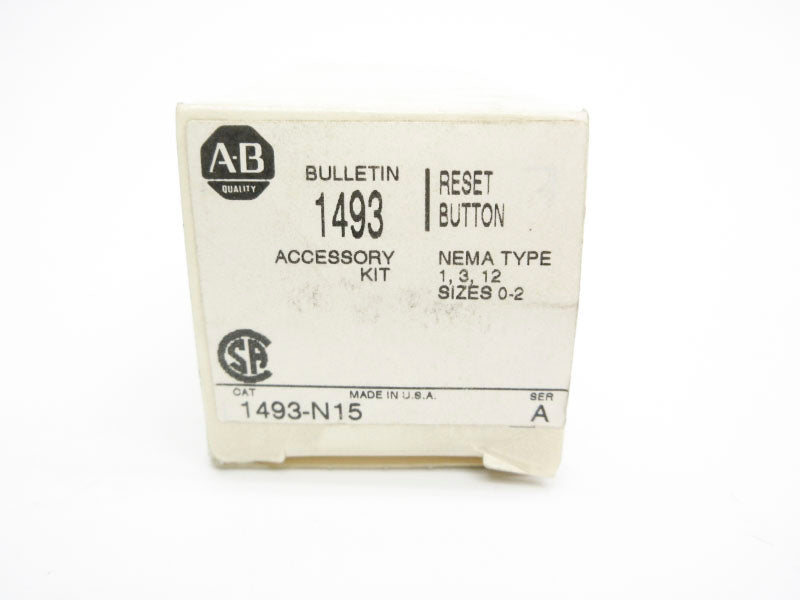 A-B
QUALITY
BULLETIN
1493
ACCESSORY
KIT
RESET
BUTTON
NEMA TYPE
1, 3, 12
SIZES 0-2
SA
CAT
MADE IN U.S.A.
SER
1493-N15
A